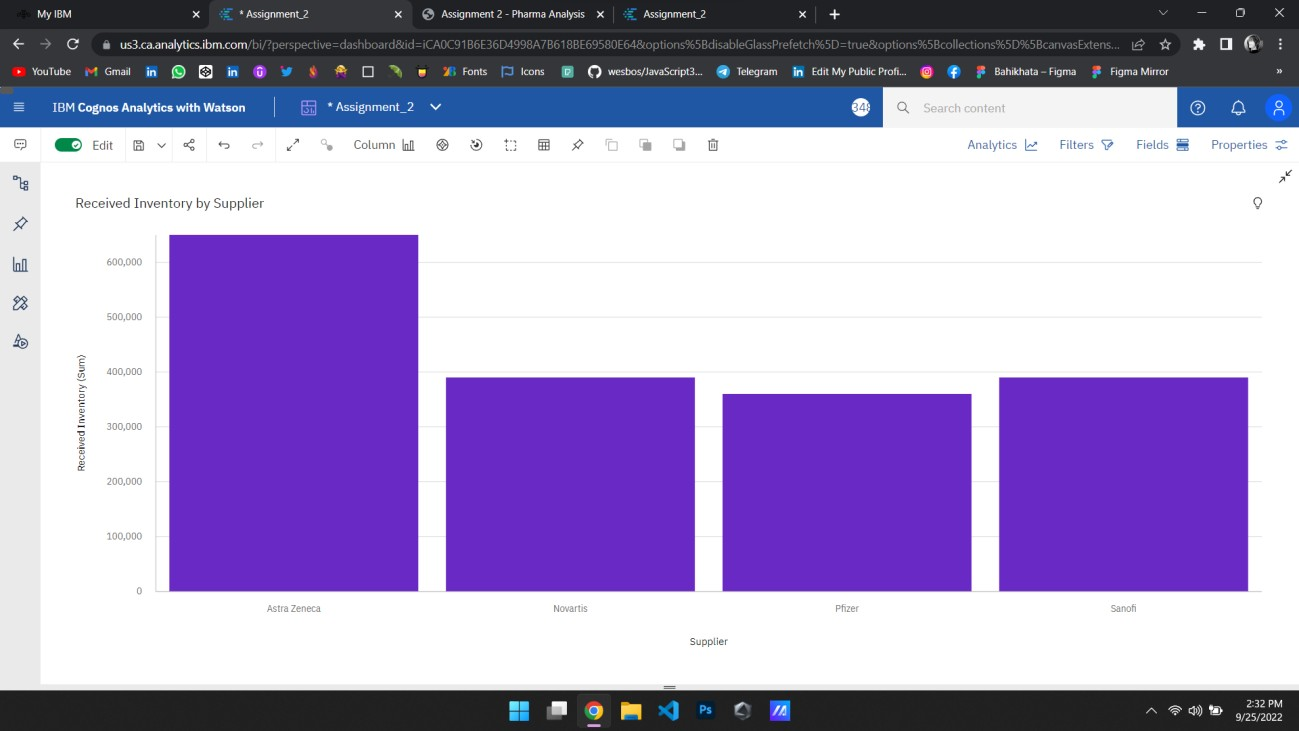 My IBM
* Assignment_2
Assignment 2 - Pharma Analysis
Assignment_2
us3.ca.analytics.ibm.com/bi/?perspective=dashboard&id=iCA0C91B6E36D4998A7B618BE69580E64&options%5BdisableGlassPrefetch%5D=true&options%5Bcollections%5D%5BcanvasExtens...
YouTube
Gmail
Fonts
Icons
wesbos/JavaScript3...
Telegram
Edit My Public Profi...
Bahikhata – Figma
Figma Mirror
»
IBM Cognos Analytics with Watson
* Assignment_2
Search content
Edit
Column
Analytics
Filters
Fields
Properties
Received Inventory by Supplier
600,000
500,000
400,000
300,000
200,000
100,000
0
Received Inventory (Sum)
Astra Zeneca
Novartis
Pfizer
Sanofi
Supplier
Ps
2:32 PM
9/25/2022